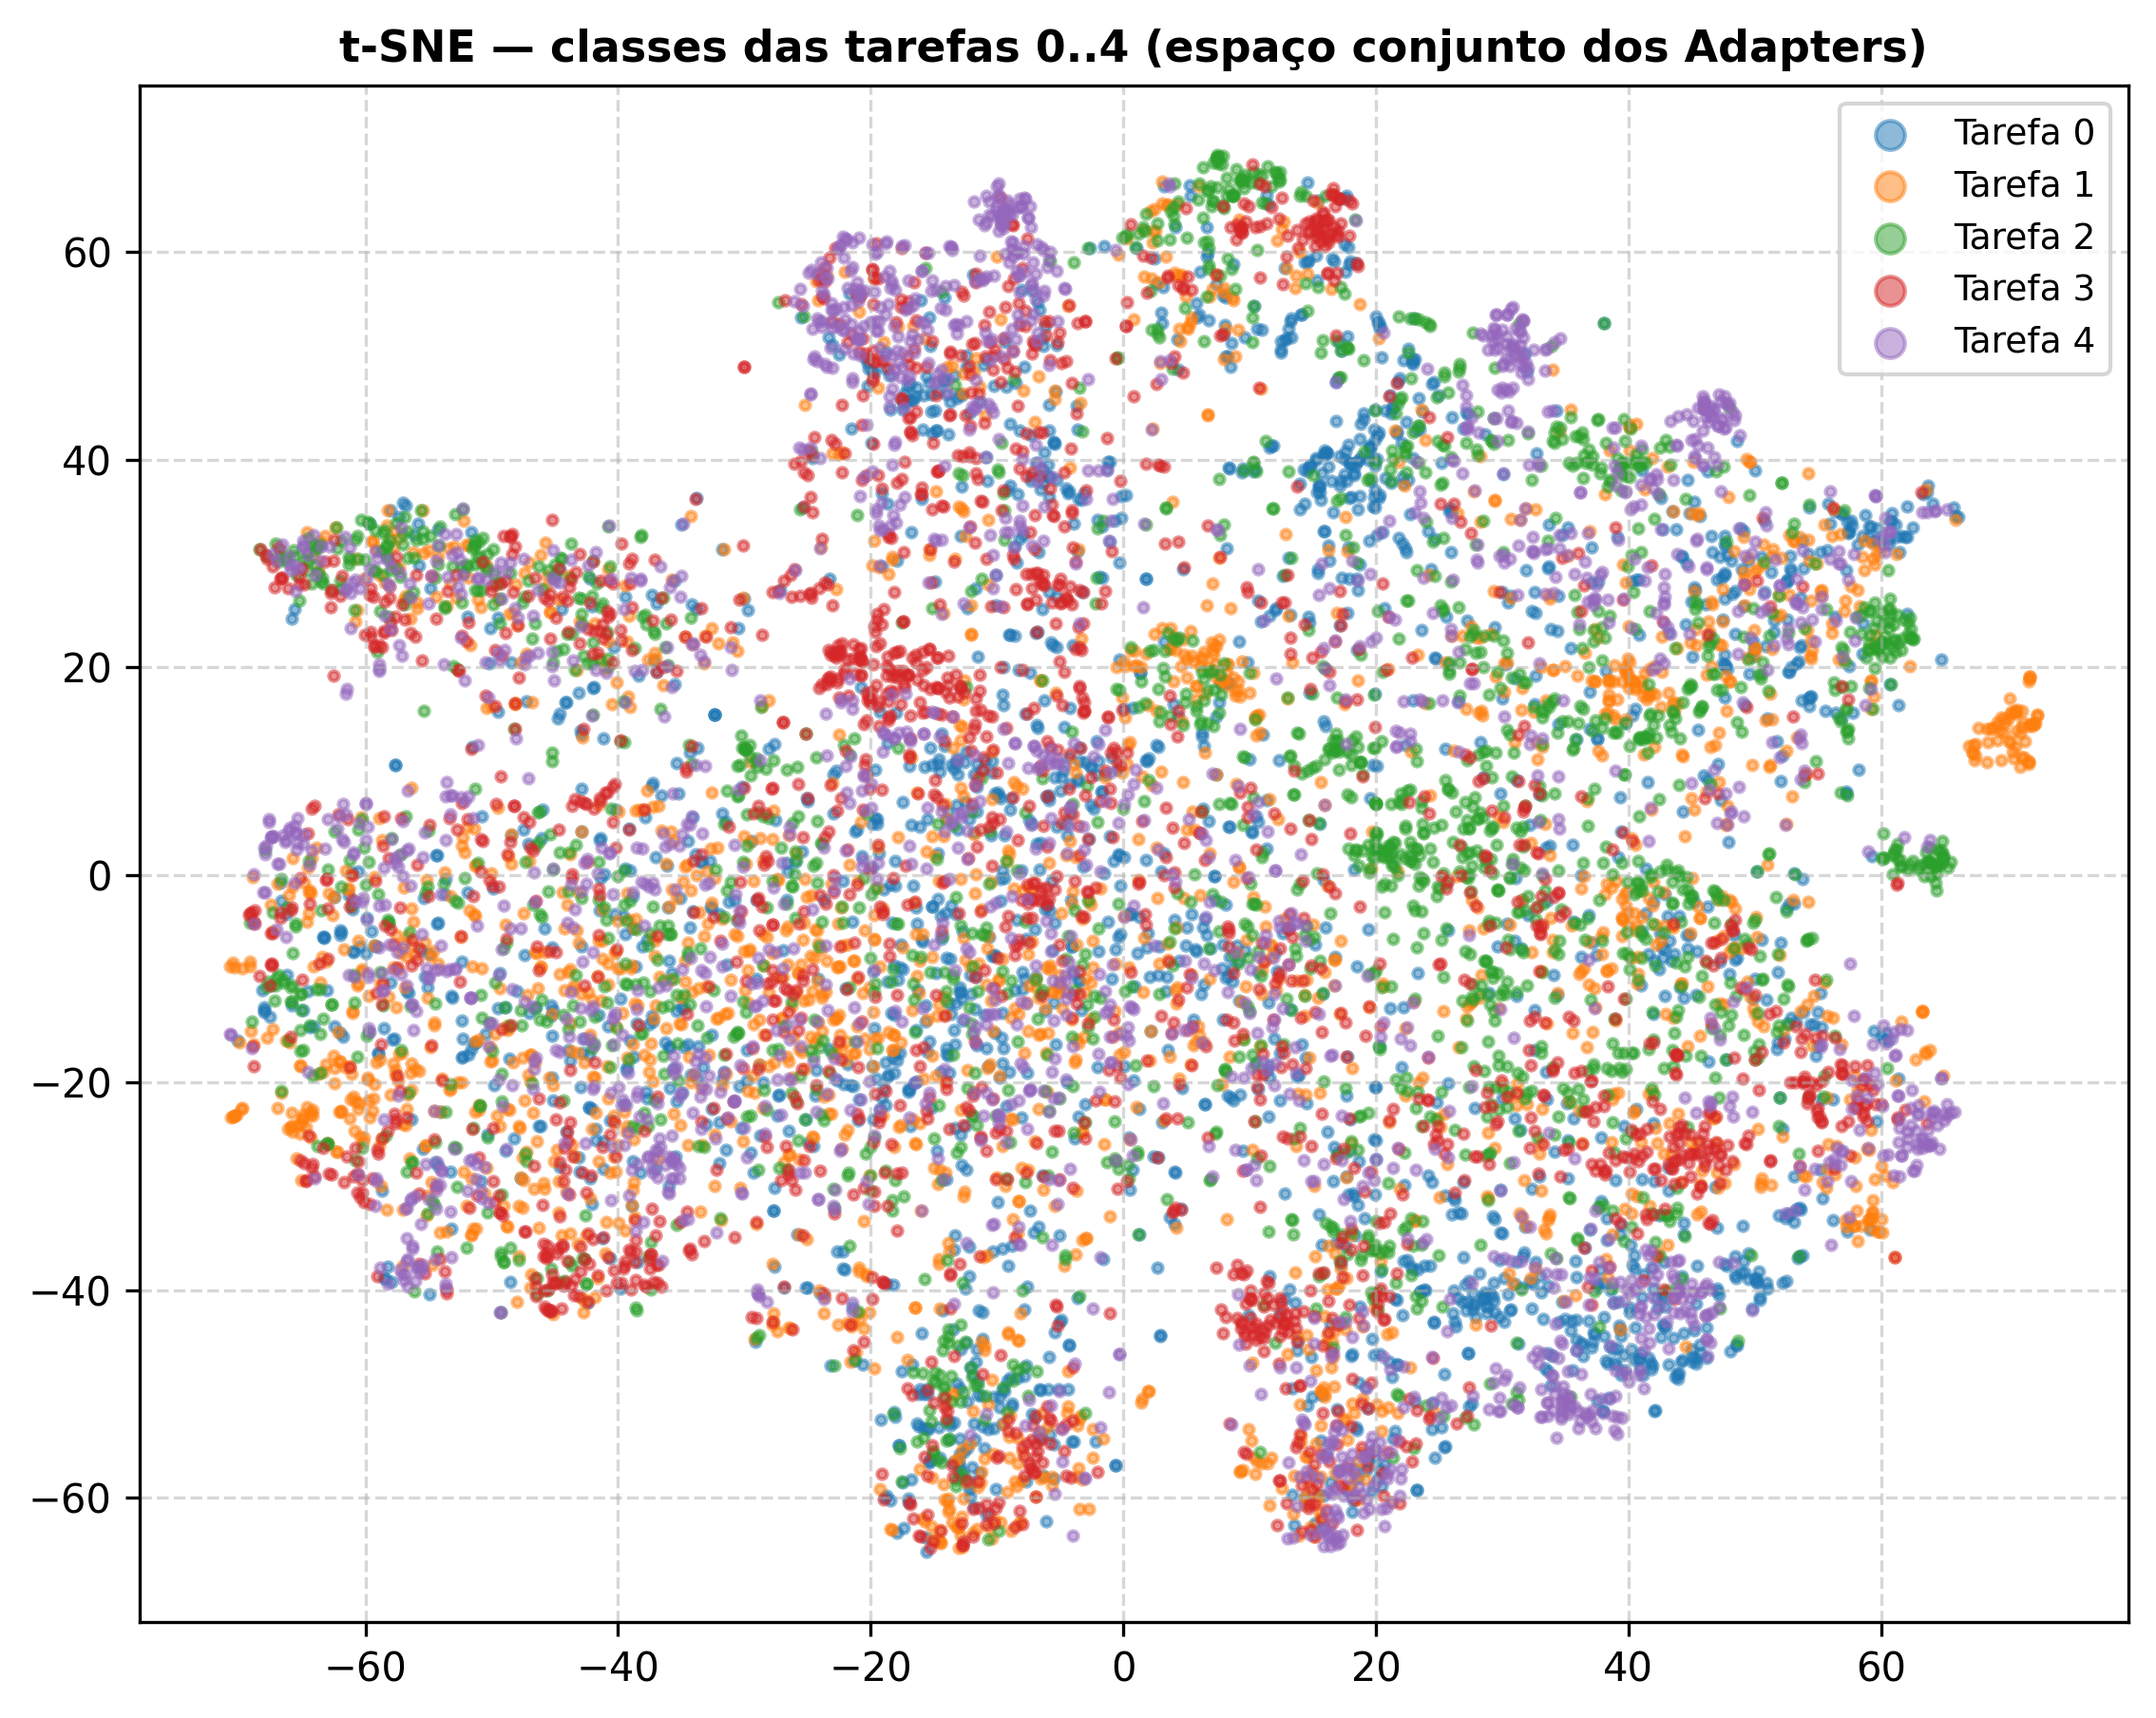 t-SNE — classes das tarefas 0..4 (espaço conjunto dos Adapters)
Tarefa 0
Tarefa 1
Tarefa 2
Tarefa 3
Tarefa 4
60
40
20
0
−20
−40
−60
−60 −40 −20 0 20 40 60